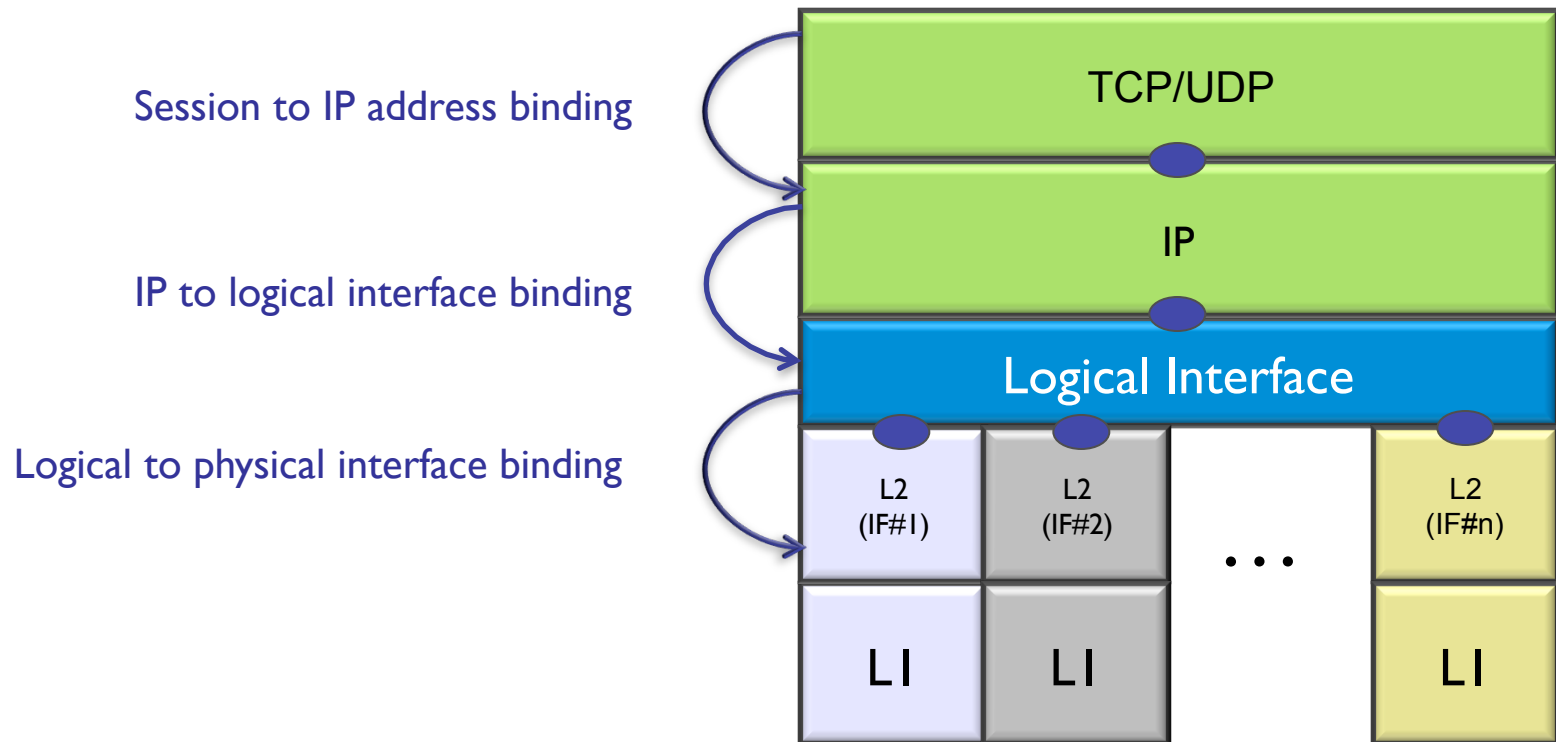 TCP/UDP
Session to IP address binding
IP
IP to logical interface binding
Logical Interface
Logical to physical interface binding
L2
(IF#1)
L2
(IF#2)
...
L2
(IF#n)
L1
L1
L1